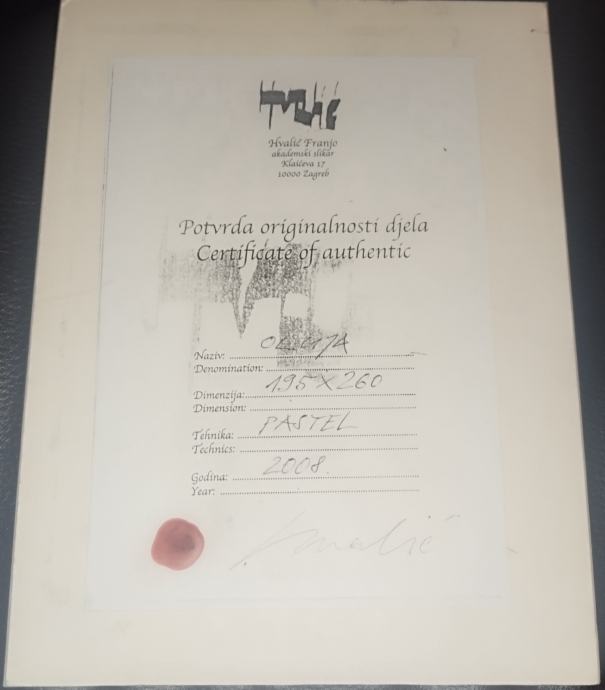 HVALIĆ
Hvalić Franjo
akademski slikar
Klaićeva 17
10000 Zagreb
Potvrda originalnosti djela
Certificate of authentic
Naziv:
Denomination:
Dimenzija: 195 X 260
Dimension:
Tehnika: PASTEL
Technics:
Godina: 2008.
Year:
Hvalić